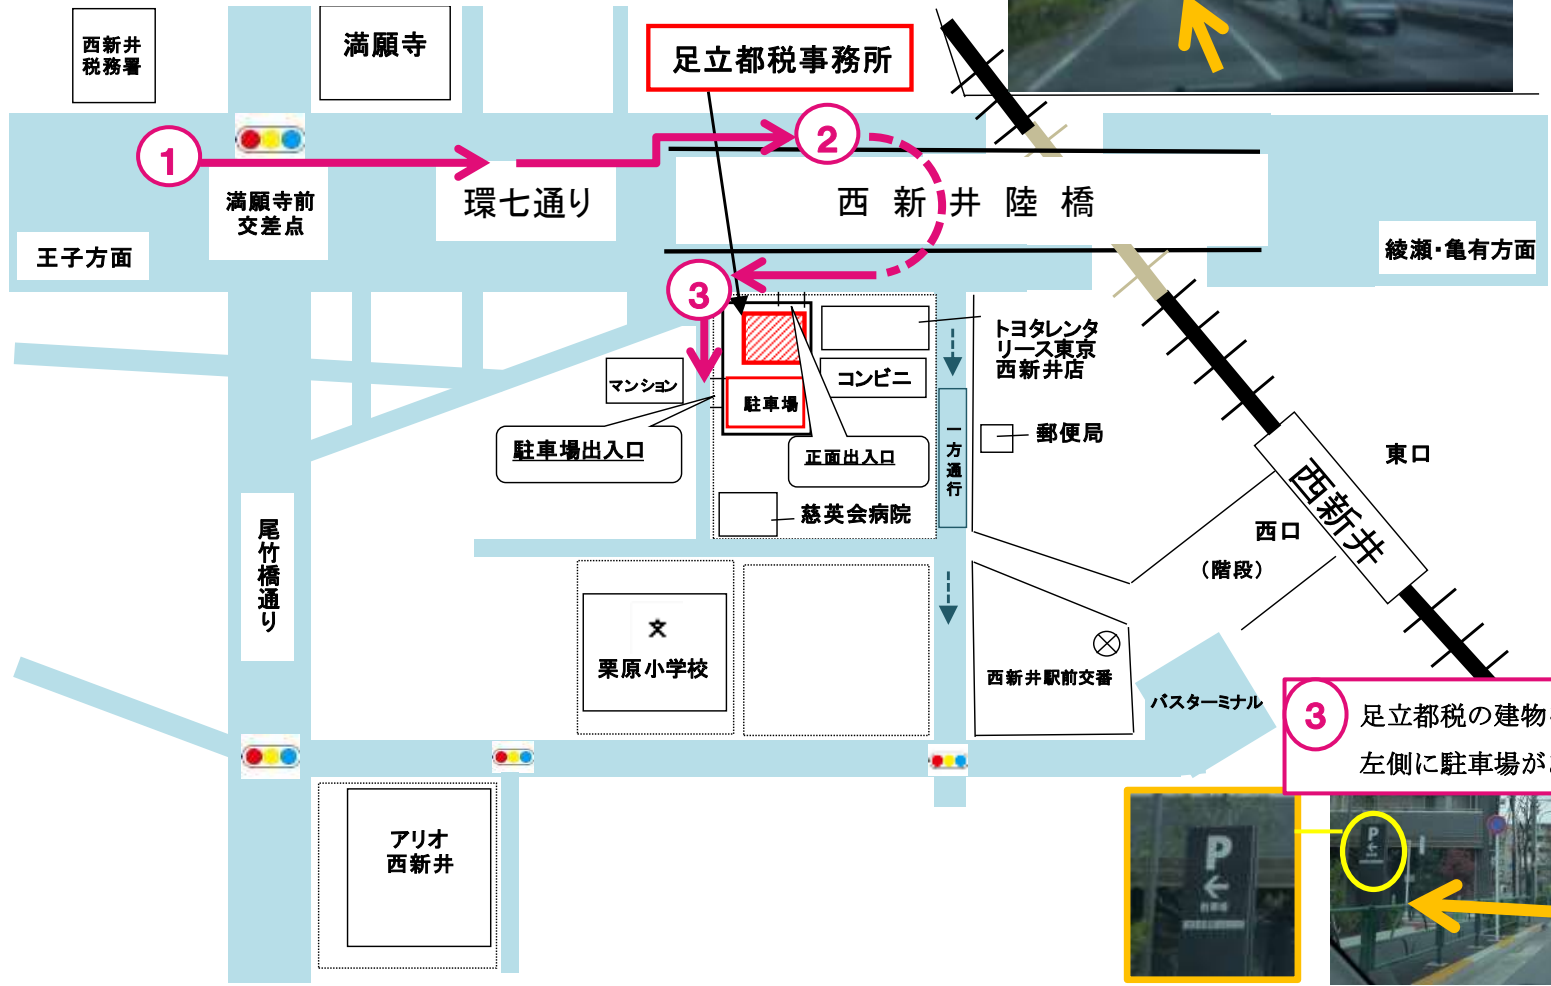 西新井
税務署
満願寺
足立都税事務所
1
2
満願寺前
交差点
環七通り
西新井陸橋
王子方面
綾瀬・亀有方面
3
トヨタレンタ
リース東京
西新井店
マンション
コンビニ
駐車場
一方通行
郵便局
駐車場出入口
正面出入口
東口
西新井
慈英会病院
西口
（階段）
尾竹橋通り
文
栗原小学校
西新井駅前交番
バスターミナル
3 足立都税の建物
左側に駐車場が
アリオ
西新井
P
P